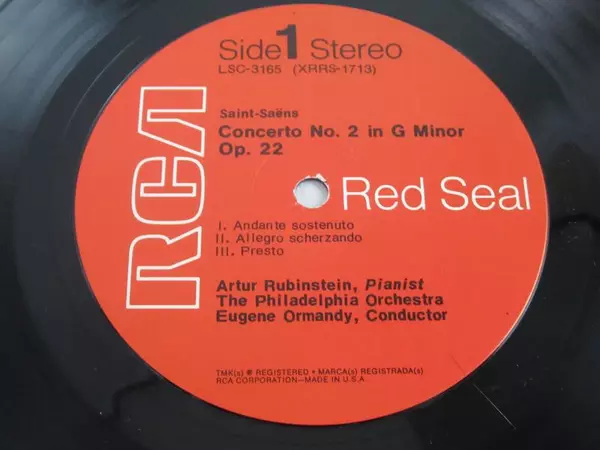 Side 1 Stereo
LSC-3165 (XRRS-1713)
Saint-Saëns
Concerto No. 2 in G Minor
Op. 22
RCA
Red Seal
I. Andante sostenuto
II. Allegro scherzando
III. Presto
Artur Rubinstein, Pianist
The Philadelphia Orchestra
Eugene Ormandy, Conductor
TMK(s) ® REGISTERED • MARCA(s) REGISTRADA(s)
RCA CORPORATION—MADE IN U.S.A.